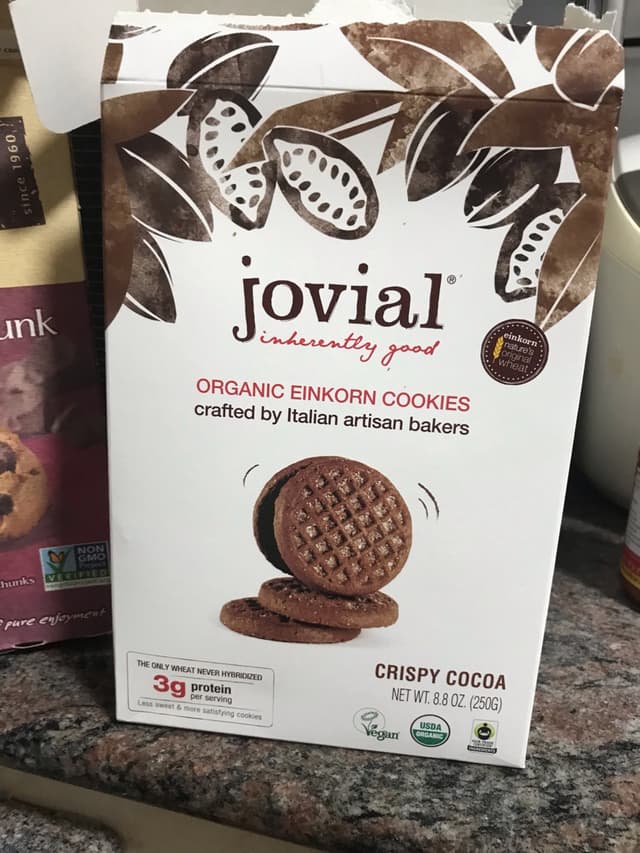 since 1960
unk
NON
GMO
Project
VERIFIED
hunks
pure enjoyment
jovial®
inherently good
einkorn
nature's
original
wheat
ORGANIC EINKORN COOKIES
crafted by Italian artisan bakers
THE ONLY WHEAT NEVER HYBRIDIZED
3g protein
per serving
Less sweet & more satisfying cookies
CRISPY COCOA
NET WT. 8.8 OZ. (250G)
Vegan
USDA
ORGANIC